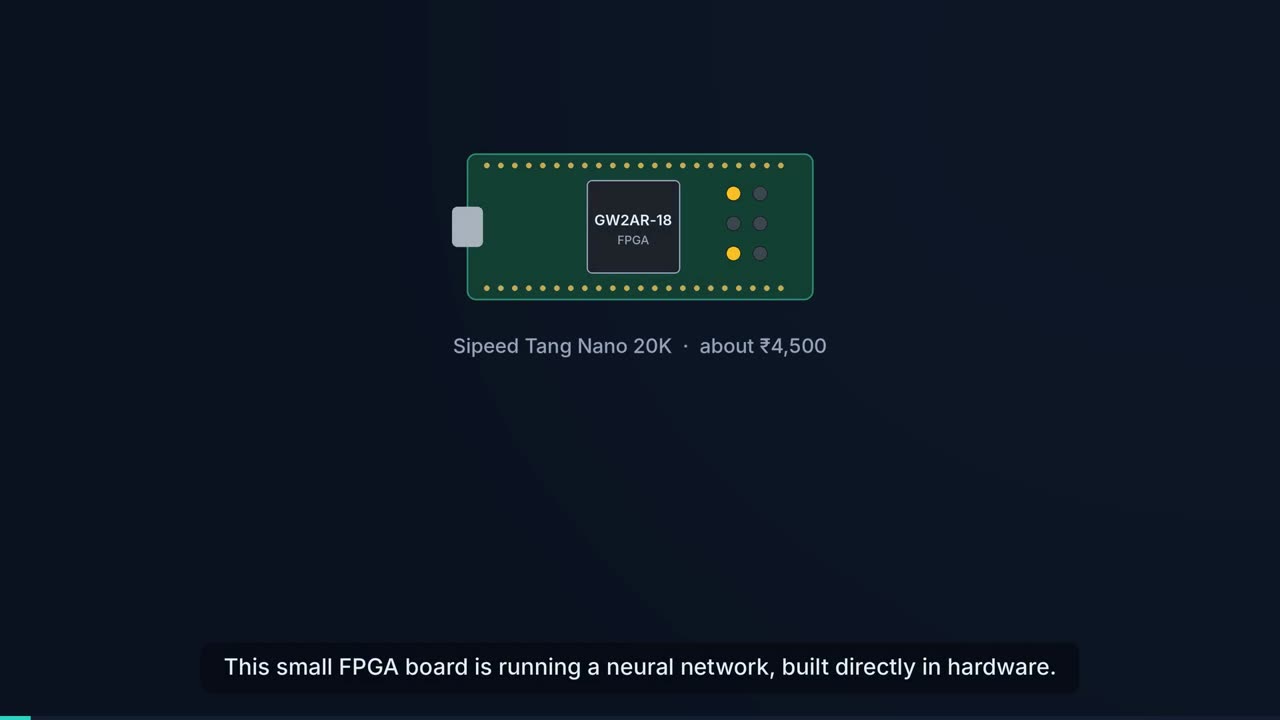 GW2AR-18
FPGA
Sipeed Tang Nano 20K · about ₹4,500
This small FPGA board is running a neural network, built directly in hardware.